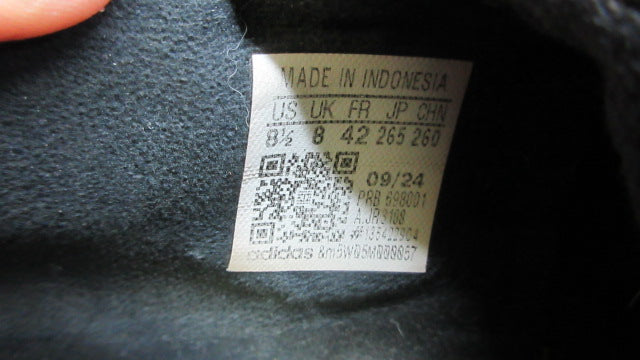 MADE IN INDONESIA
US UK FR JP CHN
8½ 8 42 265 260
09/24
PRB 698001
adidas